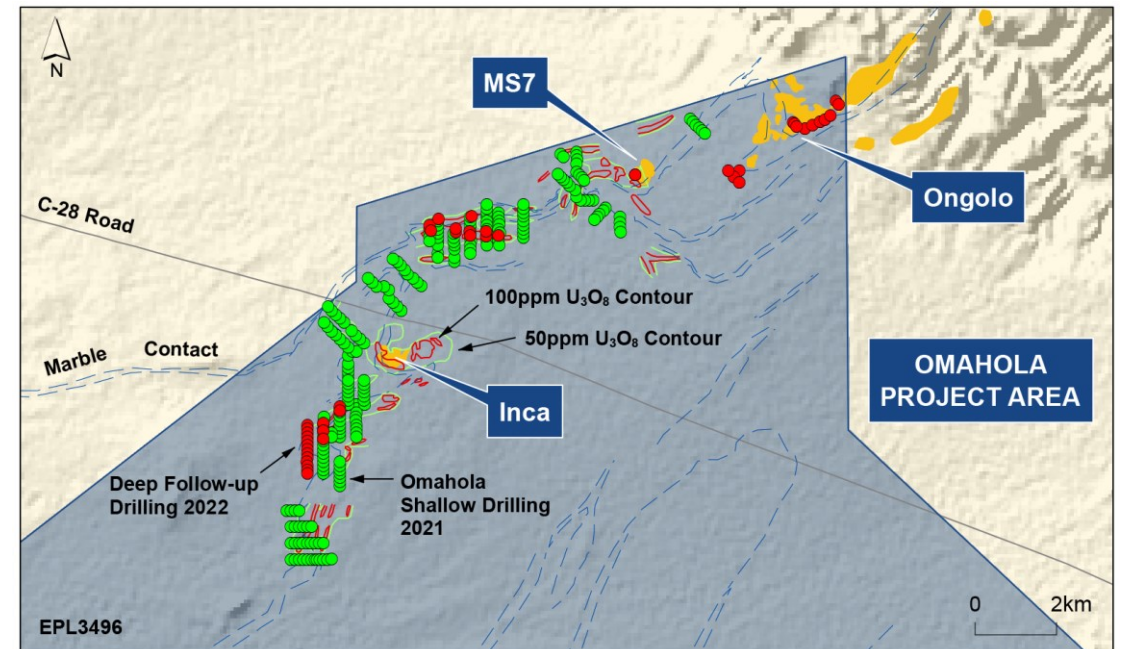 N
MS7
Ongolo
C-28 Road
100ppm U₃O₈ Contour
50ppm U₃O₈ Contour
Marble Contact
OMAHOLA
PROJECT AREA
Inca
Deep Follow-up
Drilling 2022
Omahola
Shallow Drilling
2021
0 2km
EPL3496